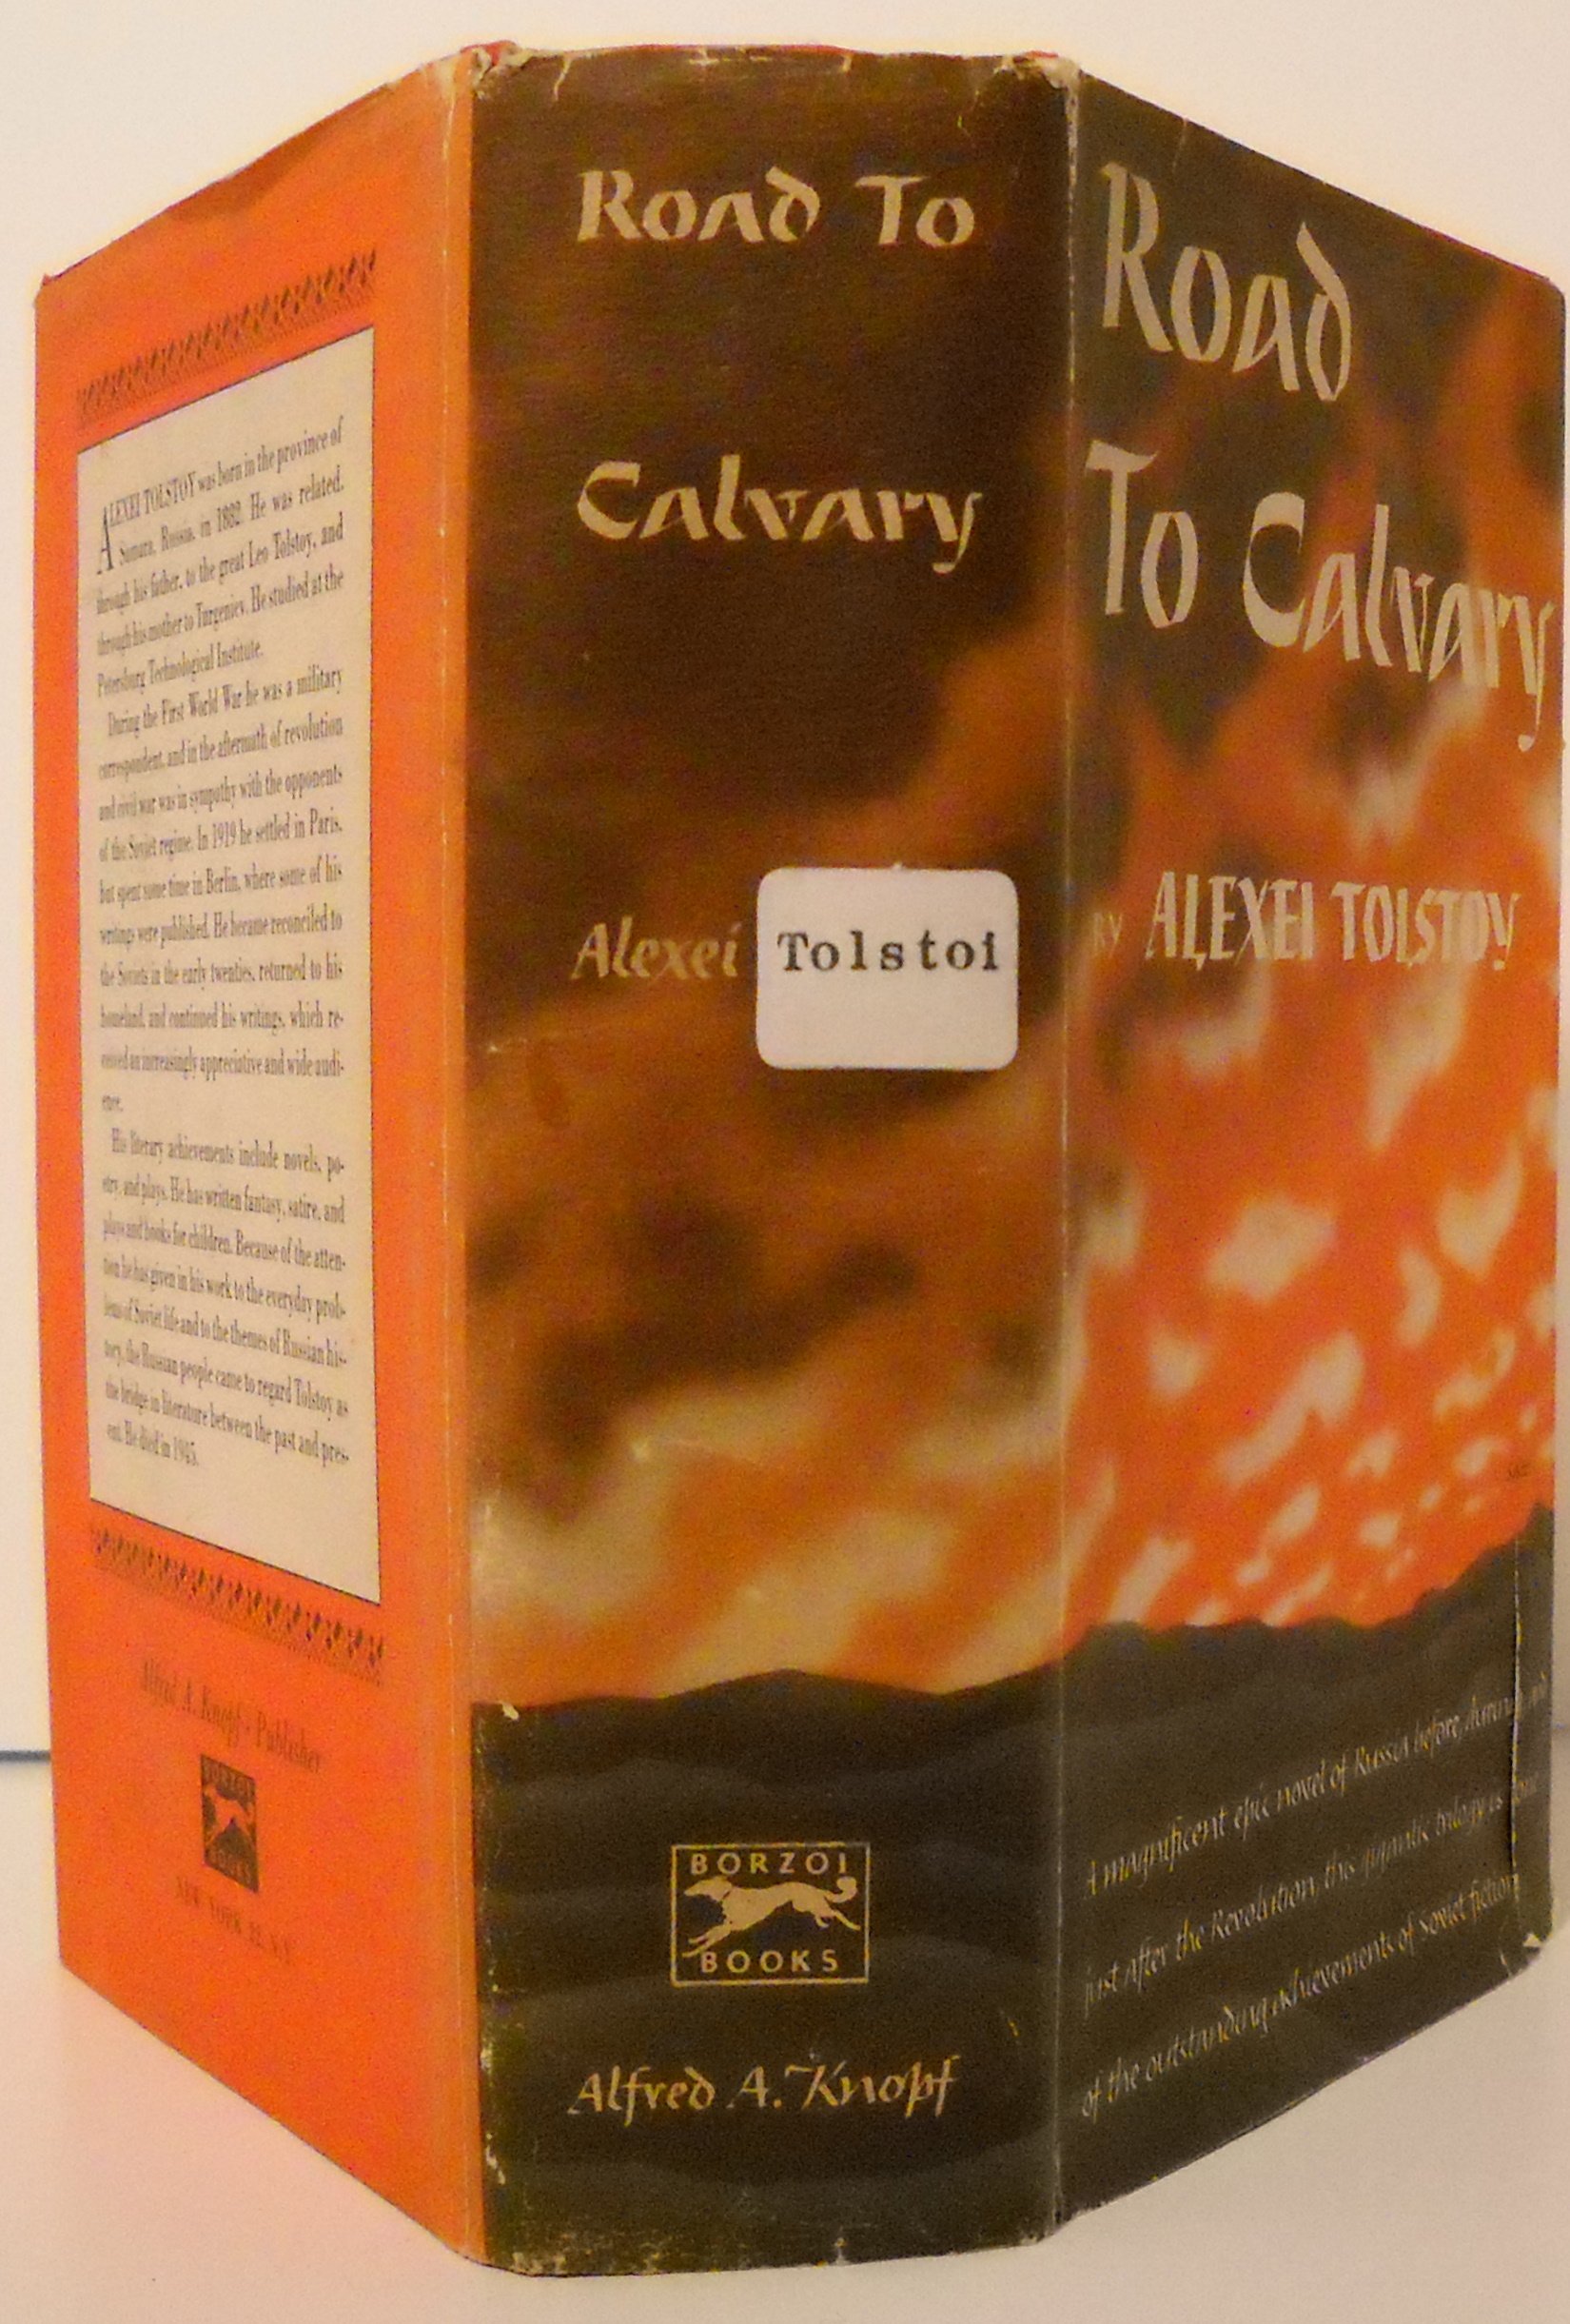 ALEXEI TOLSTOY was born in the province of
Samara, Russia, in 1882. He was related,
through his father, to the great Leo Tolstoy, and
through his mother to Turgeniev. He studied at the
Petersburg Technological Institute.
During the First World War he was a military
correspondent, and in the aftermath of revolution
and civil war was in sympathy with the opponents
of the Soviet regime. In 1919 he settled in Paris,
but spent some time in Berlin, where some of his
writings were published. He became reconciled to
the Soviets in the early twenties, returned to his
homeland, and continued his writings, which re-
ceived an increasingly appreciative and wide audi-
ence.
His literary achievements include novels, po-
etry, and plays. He has written fantasy, satire, and
plays and books for children. Because of the atten-
tion he has given in his work to the everyday prob-
lems of Soviet life and to the themes of Russian his-
tory, the Russian people came to regard Tolstoy as
the bridge in literature between the past and pres-
ent. He died in 1945.
Alfred A. Knopf · Publisher
BORZOI
BOOKS
NEW YORK 22, N.Y.
Road To
Calvary
Alexei Tolstoi
BORZOI
BOOKS
Alfred A. Knopf
Road
To Calvary
BY ALEXEI TOLSTOY
A magnificent epic novel of Russia before, during and
just after the Revolution, this gigantic trilogy is one
of the outstanding achievements of Soviet fiction